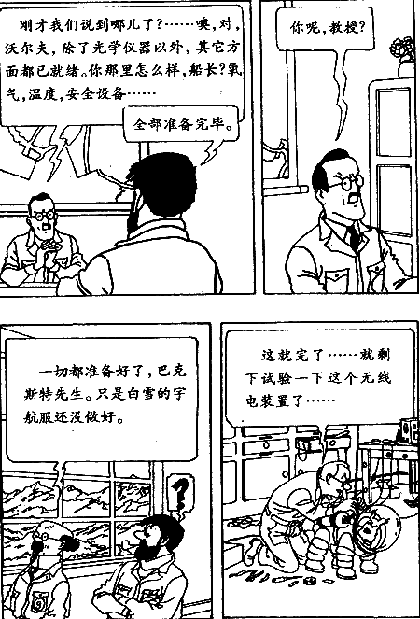 刚才我们说到哪儿了?……噢,对,
沃尔夫,除了光学仪器以外,其它方
面都已就绪。你那里怎么样,船长?氧
气,温度,安全设备……
全部准备完毕。
你呢,教授?
一切都准备好了,巴克
斯特先生。只是白雪的宇
航服还没做好。
?
这就完了……就剩
下试验一下这个无线
电装置了……